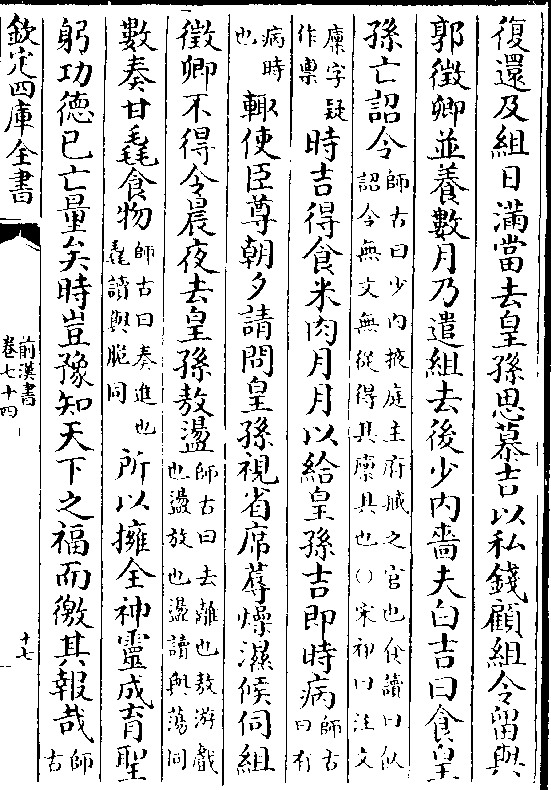 復還及組日滿當去皇孫思慕吉以私錢顧組令留與
郭徵卿並養數月乃遣組去後少内嗇夫白吉曰食皇
孫亡詔令師古曰少内掖庭主府臧之官也食讀曰飤
詔令無文無從得其廩具也○宋祁曰注文
廩字疑
作稟時吉得食米肉月月以給皇孫吉即時病師古
曰有
病時
也輒使臣尊朝夕請問皇孫視省席蓐燥濕候伺組
徵卿不得令晨夜去皇孫敖盪師古曰去離也敖游戲
也盪放也盪讀與蕩同
數奏甘毳食物師古曰奏進也
毳讀與脆同所以擁全神靈成育聖
躬功德已亡量矣時豈豫知天下之福而徼其報哉師
古
欽定四庫全書
前漢書
卷七十四
十七